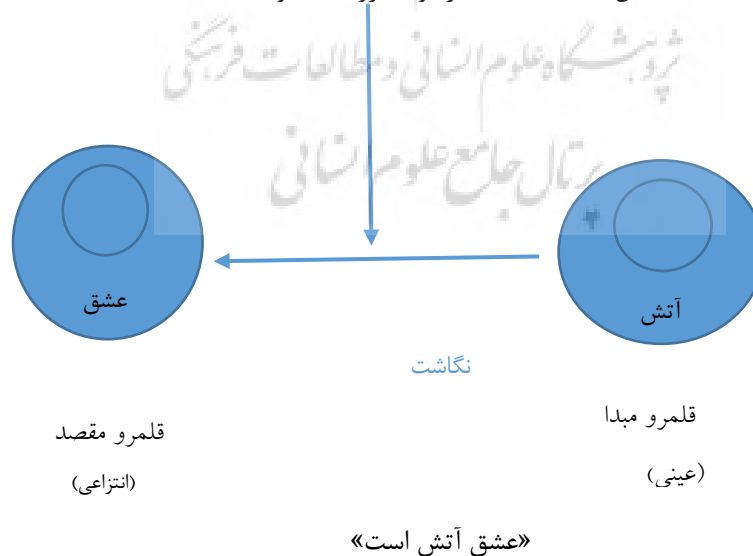 پژوهشگاه علوم انسانی و مطالعات فرهنگی
پرتال جامع علوم انسانی
آتش
عشق
نگاشت
قلمرو مبدا
(عینی)
قلمرو مقصد
(انتزاعی)
«عشق آتش است»